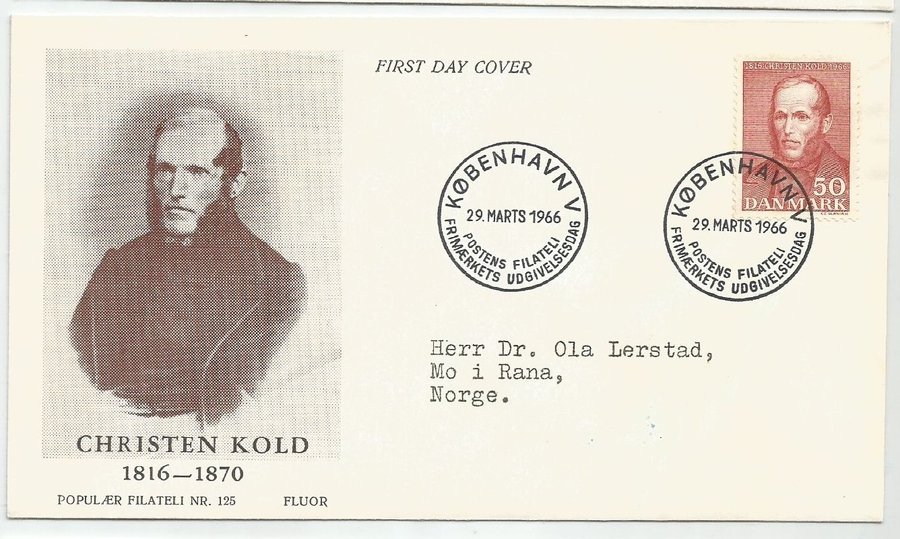 FIRST DAY COVER
1816·CHRISTEN KOLD·1966
50
DANMARK
KØBENHAVN V
29. MARTS 1966
POSTENS FILATELI
FRIMÆRKETS UDGIVELSESDAG
KØBENHAVN V
29. MARTS 1966
POSTENS FILATELI
FRIMÆRKETS UDGIVELSESDAG
Herr Dr. Ola Lerstad,
Mo i Rana,
Norge.
CHRISTEN KOLD
1816—1870
POPULÆR FILATELI NR. 125 FLUOR